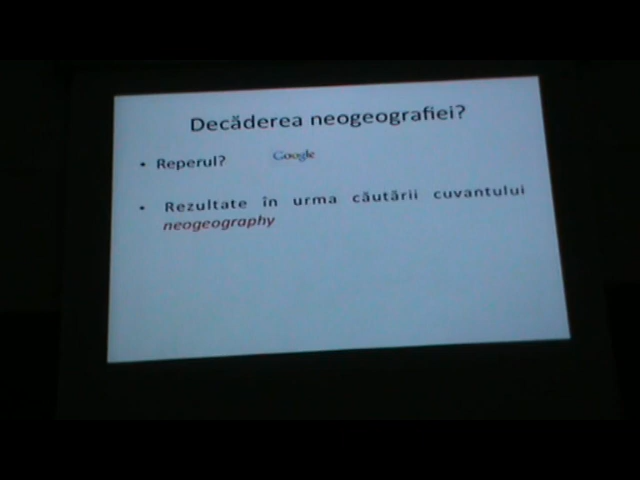 Decăderea neogeografiei?
• Reperul? Google
• Rezultate în urma căutării cuvantului
neogeography